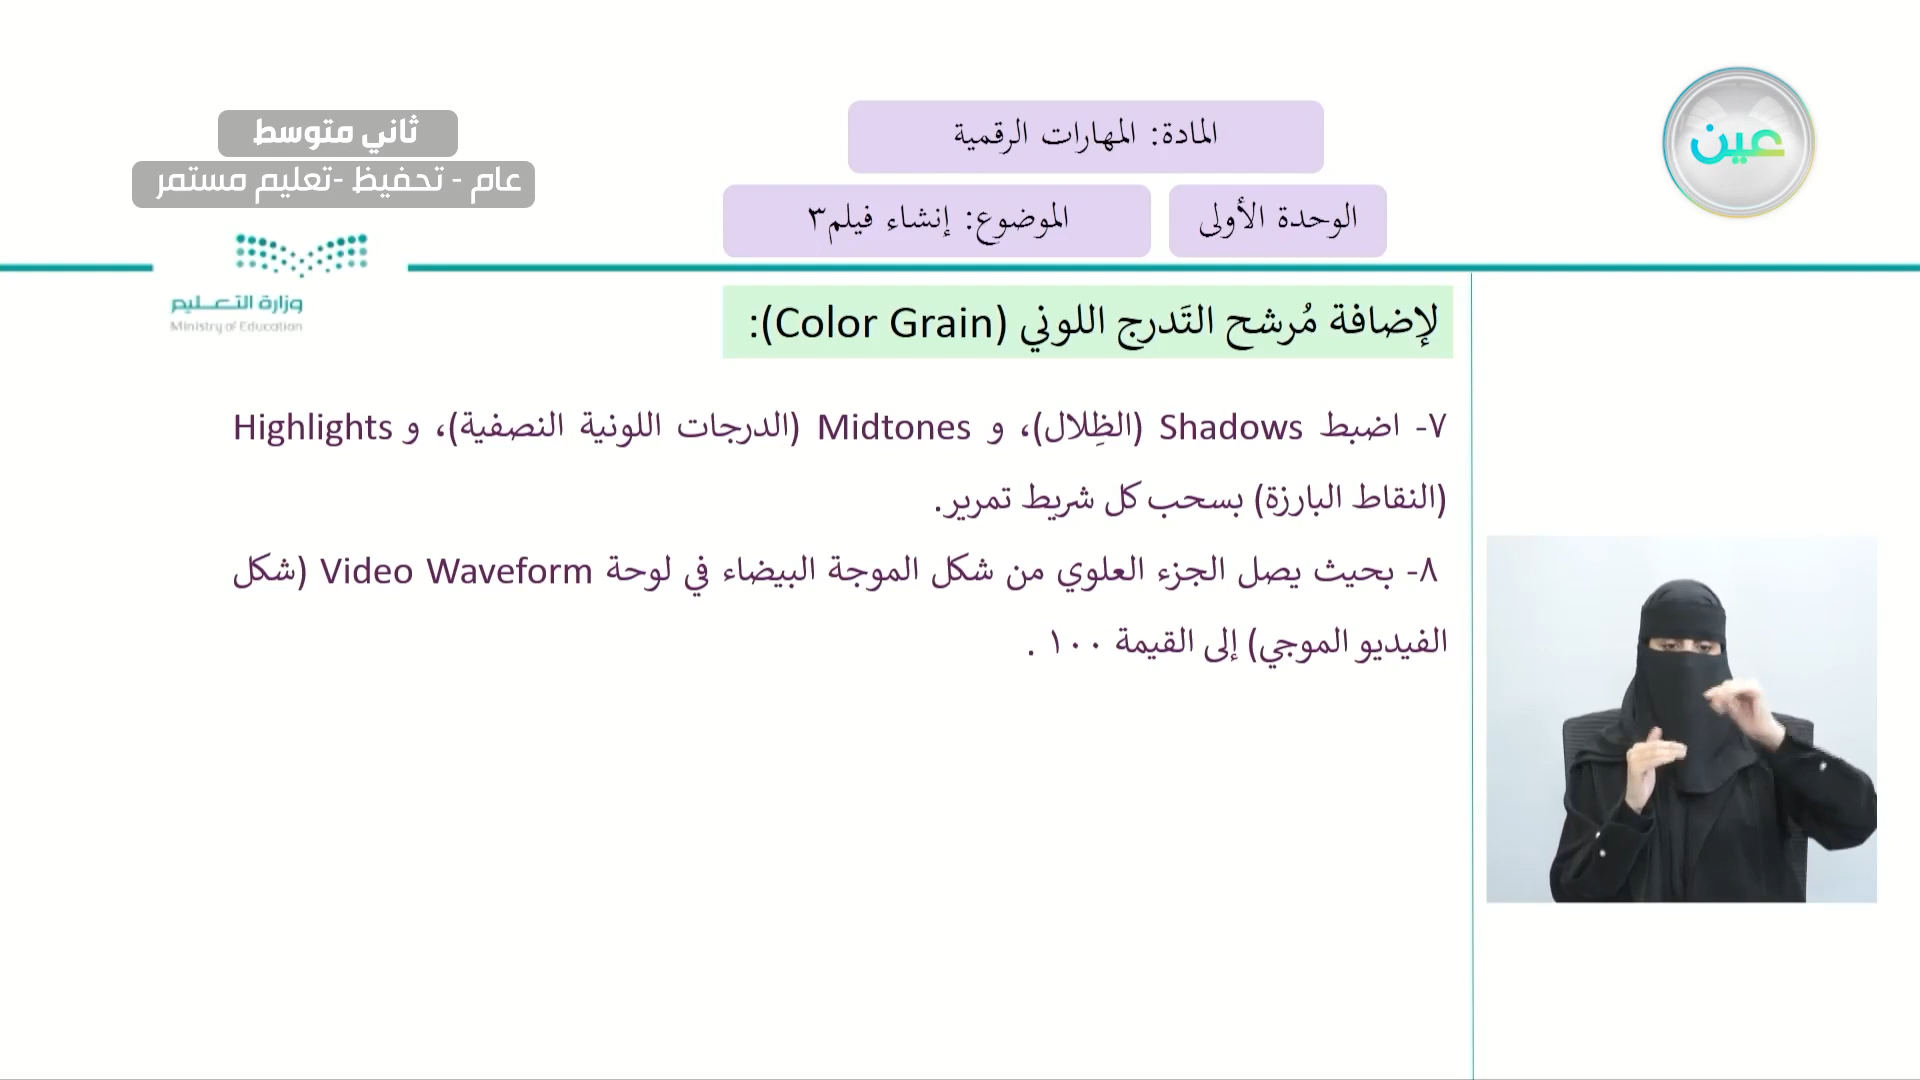 ثاني متوسط
عام - تحفيظ -تعليم مستمر
وزارة التعـــليم
Ministry of Education
المادة: المهارات الرقمية
الوحدة الأولى
الموضوع: إنشاء فيلم٣
عين
لإضافة مُرشح التَدرج اللوني (Color Grain):
٧- اضبط Shadows (الظِلال)، و Midtones (الدرجات اللونية النصفية)، و Highlights
(النقاط البارزة) بسحب كل شريط تمرير.
٨- بحيث يصل الجزء العلوي من شكل الموجة البيضاء في لوحة Video Waveform (شكل
الفيديو الموجي) إلى القيمة ١٠٠ .